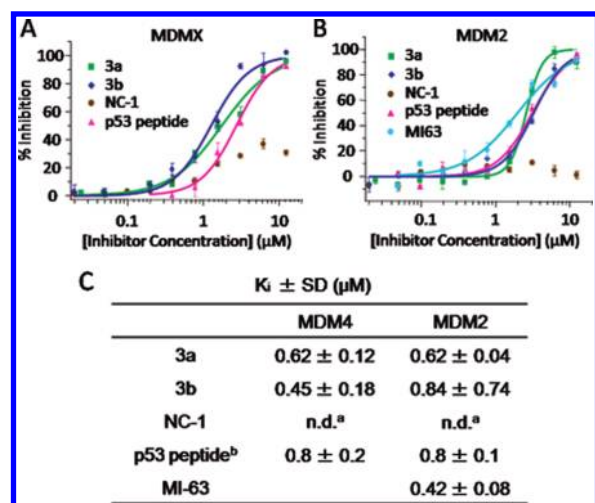 A
MDMX
3a
3b
NC-1
p53 peptide
% Inhibition
100
80
60
40
20
0
0.1
1
10
[Inhibitor Concentration] (µM)
B
MDM2
3a
3b
NC-1
p53 peptide
MI63
% Inhibition
100
80
60
40
20
0
0.1
1
10
[Inhibitor Concentration] (µM)
C
Ki ± SD (µM)
MDM4 MDM2
3a 0.62 ± 0.12 0.62 ± 0.04
3b 0.45 ± 0.18 0.84 ± 0.74
NC-1 n.d.a n.d.a
p53 peptideb 0.8 ± 0.2 0.8 ± 0.1
MI-63 0.42 ± 0.08